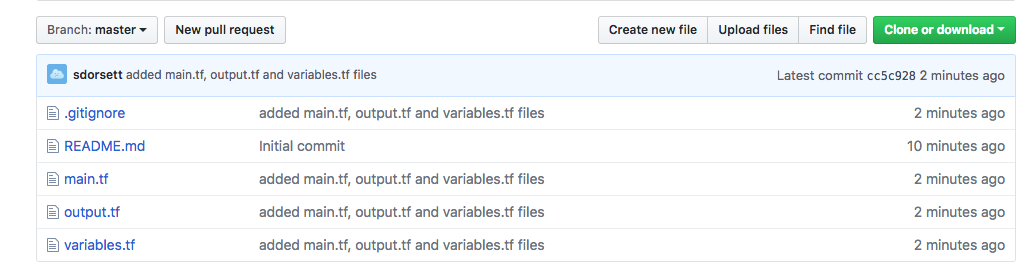 Branch: master New pull request Create new file Upload files Find file Clone or download
sdorsett added main.tf, output.tf and variables.tf files Latest commit cc5c928 2 minutes ago
.gitignore added main.tf, output.tf and variables.tf files 2 minutes ago
README.md Initial commit 10 minutes ago
main.tf added main.tf, output.tf and variables.tf files 2 minutes ago
output.tf added main.tf, output.tf and variables.tf files 2 minutes ago
variables.tf added main.tf, output.tf and variables.tf files 2 minutes ago